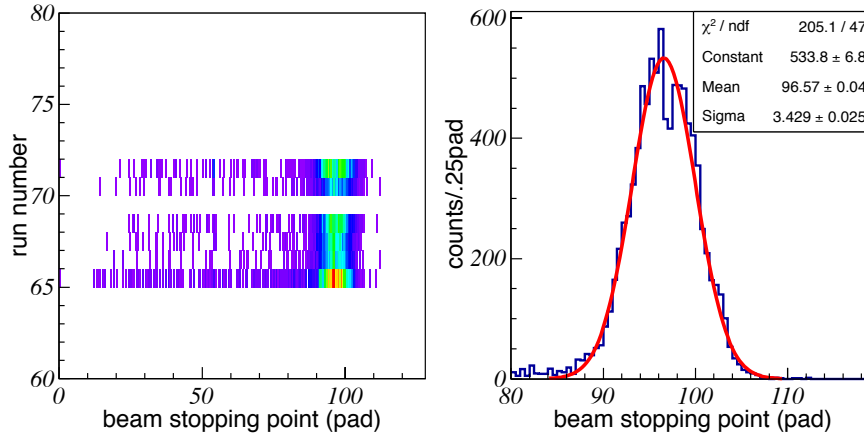 80
75
70
65
60
0
50
100
run number
beam stopping point (pad)
600
400
200
0
80
90
100
110
counts/.25pad
beam stopping point (pad)
χ² / ndf 205.1 / 47
Constant 533.8 ± 6.8
Mean 96.57 ± 0.04
Sigma 3.429 ± 0.025